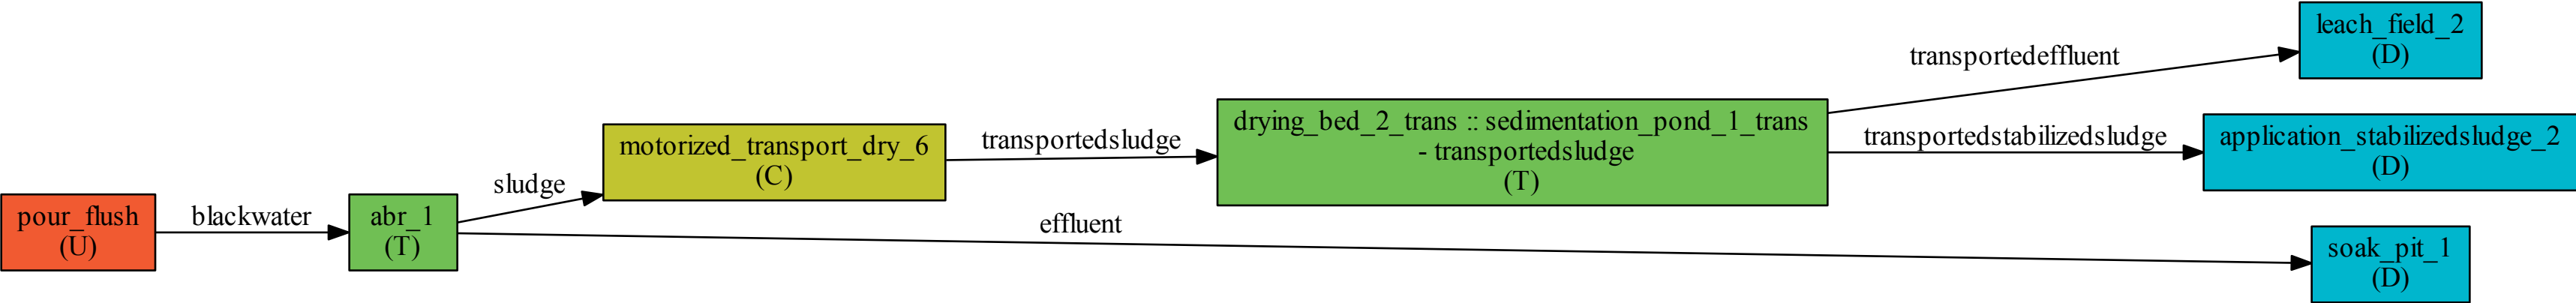 pour_flush
(U)
blackwater
abr_1
(T)
sludge
effluent
motorized_transport_dry_6
(C)
transportedsludge
drying_bed_2_trans :: sedimentation_pond_1_trans
- transportedsludge
(T)
transportedeffluent
transportedstabilizedsludge
leach_field_2
(D)
application_stabilizedsludge_2
(D)
soak_pit_1
(D)